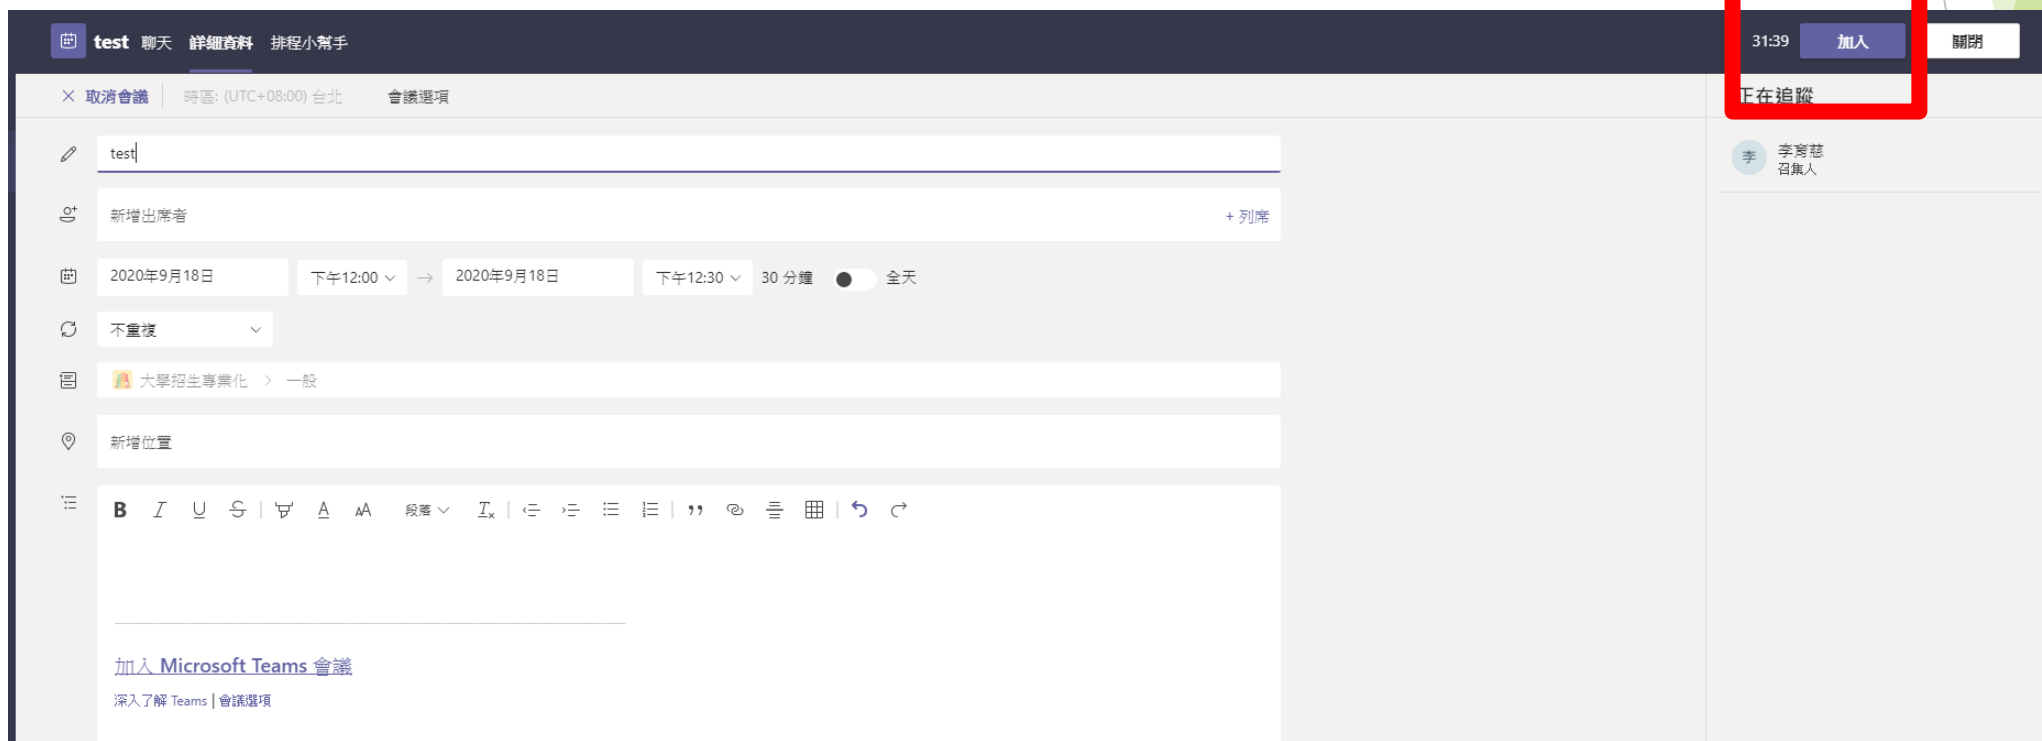 test 聊天 詳細資料 排程小幫手 31:39 加入 關閉
取消會議 時區: (UTC+08:00) 台北 會議選項 正在追蹤
test
李育慈
召集人
新增出席者 + 列席
2020年9月18日 下午12:00 → 2020年9月18日 下午12:30 30 分鐘 全天
不重複
大學招生專業化 > 一般
新增位置
B I U S A AA 段落
加入 Microsoft Teams 會議
深入了解 Teams | 會議選項